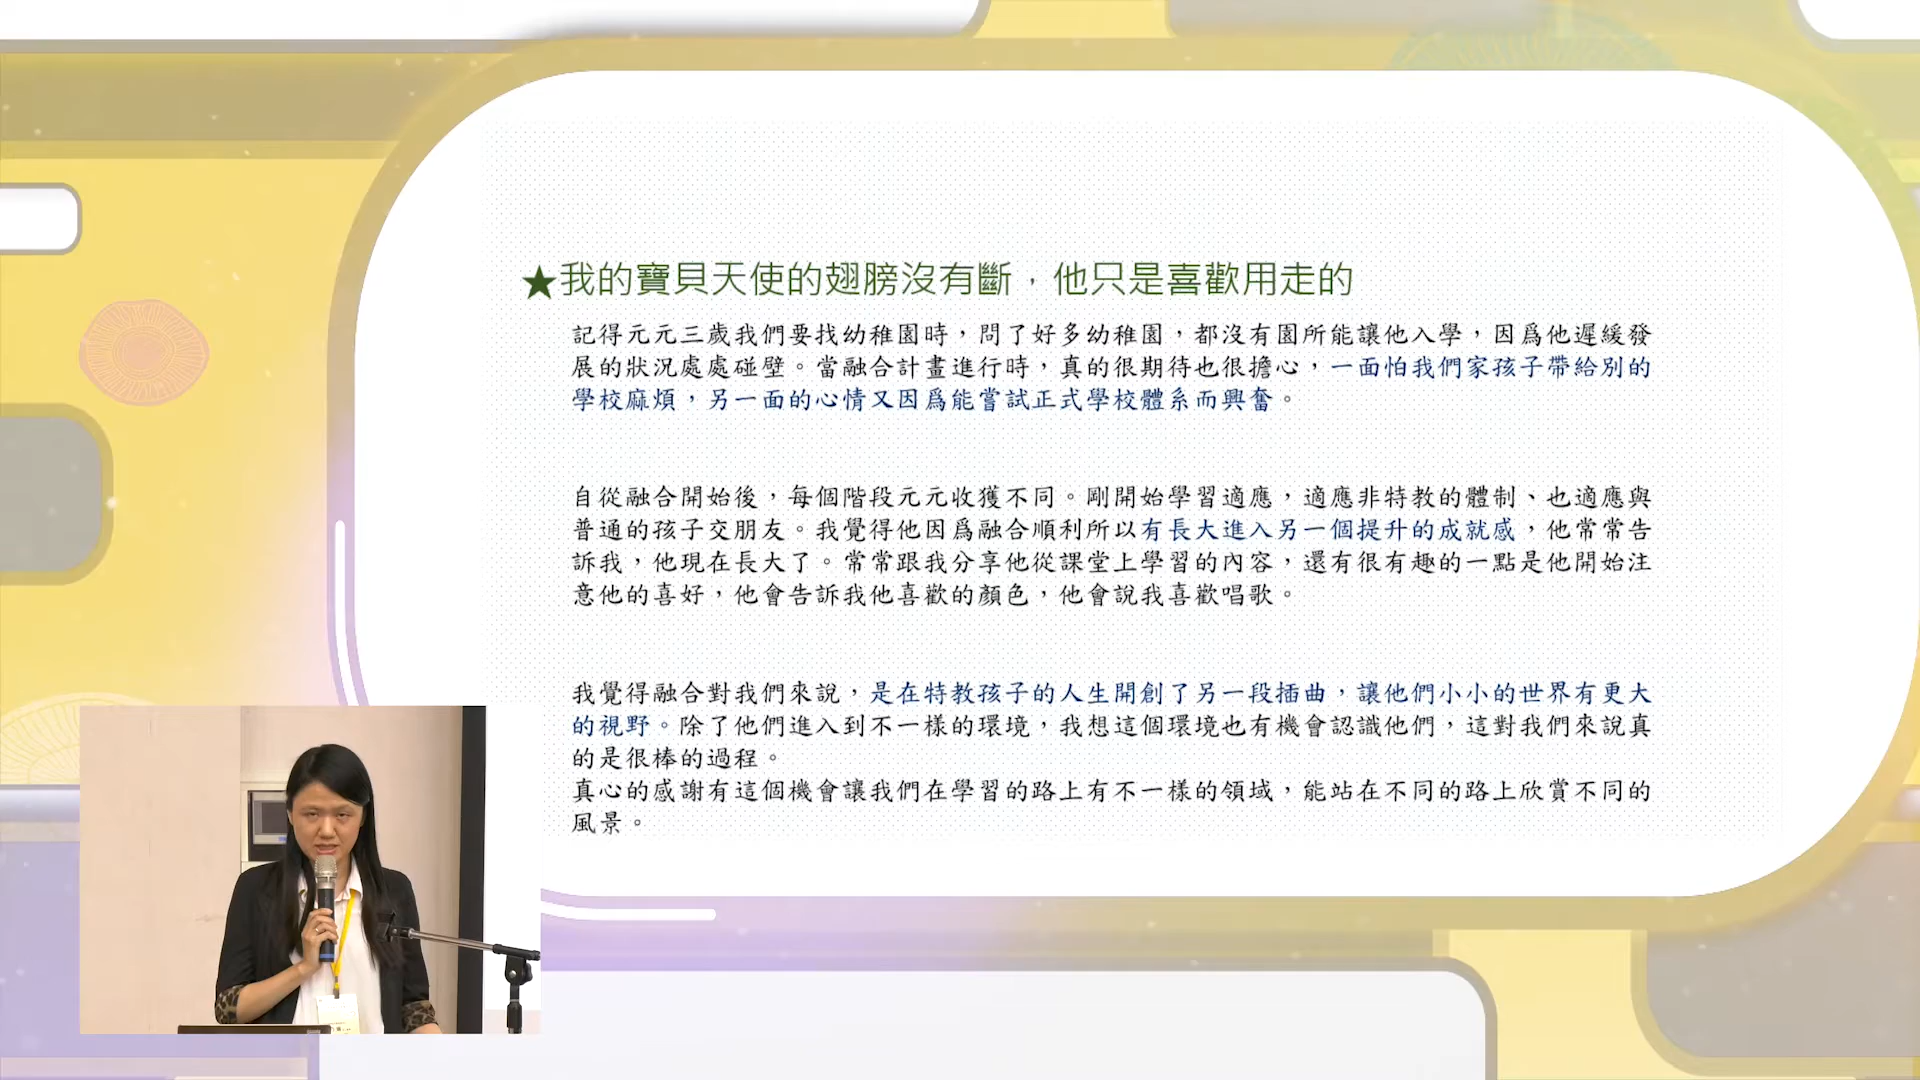 ★我的寶貝天使的翅膀沒有斷，他只是喜歡用走的
記得元元三歲我們要找幼稚園時，問了好多幼稚園，都沒有園所能讓他入學，因爲他遲緩發
展的狀況處處碰壁。當融合計畫進行時，真的很期待也很擔心，一面怕我們家孩子帶給別的
學校麻煩，另一面的心情又因爲能嘗試正式學校體系而興奮。
自從融合開始後，每個階段元元收獲不同。剛開始學習適應，適應非特教的體制、也適應與
普通的孩子交朋友。我覺得他因爲融合順利所以有長大進入另一個提升的成就感，他常常告
訴我，他現在長大了。常常跟我分享他從課堂上學習的內容，還有很有趣的一點是他開始注
意他的喜好，他會告訴我他喜歡的顏色，他會說我喜歡唱歌。
我覺得融合對我們來說，是在特教孩子的人生開創了另一段插曲，讓他們小小的世界有更大
的視野。除了他們進入到不一樣的環境，我想這個環境也有機會認識他們，這對我們來說真
的是很棒的過程。
真心的感謝有這個機會讓我們在學習的路上有不一樣的領域，能站在不同的路上欣賞不同的
風景。